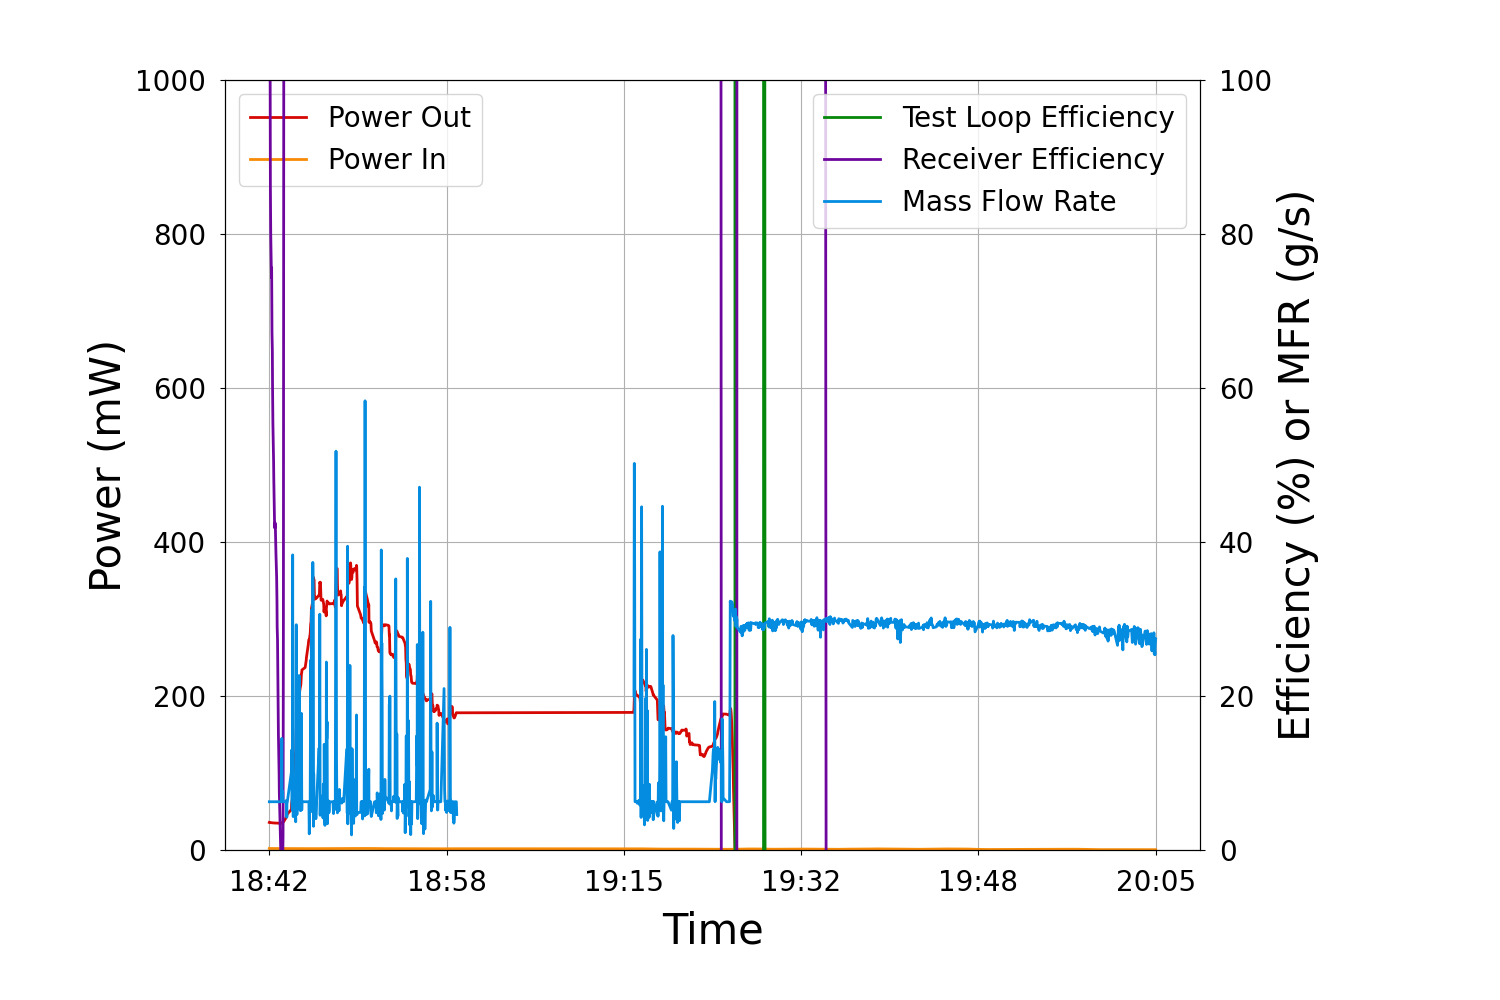 1000
800
600
400
200
0
Power (mW)
Power Out
Power In
Test Loop Efficiency
Receiver Efficiency
Mass Flow Rate
100
80
60
40
20
0
Efficiency (%) or MFR (g/s)
18:42 18:58 19:15 19:32 19:48 20:05
Time